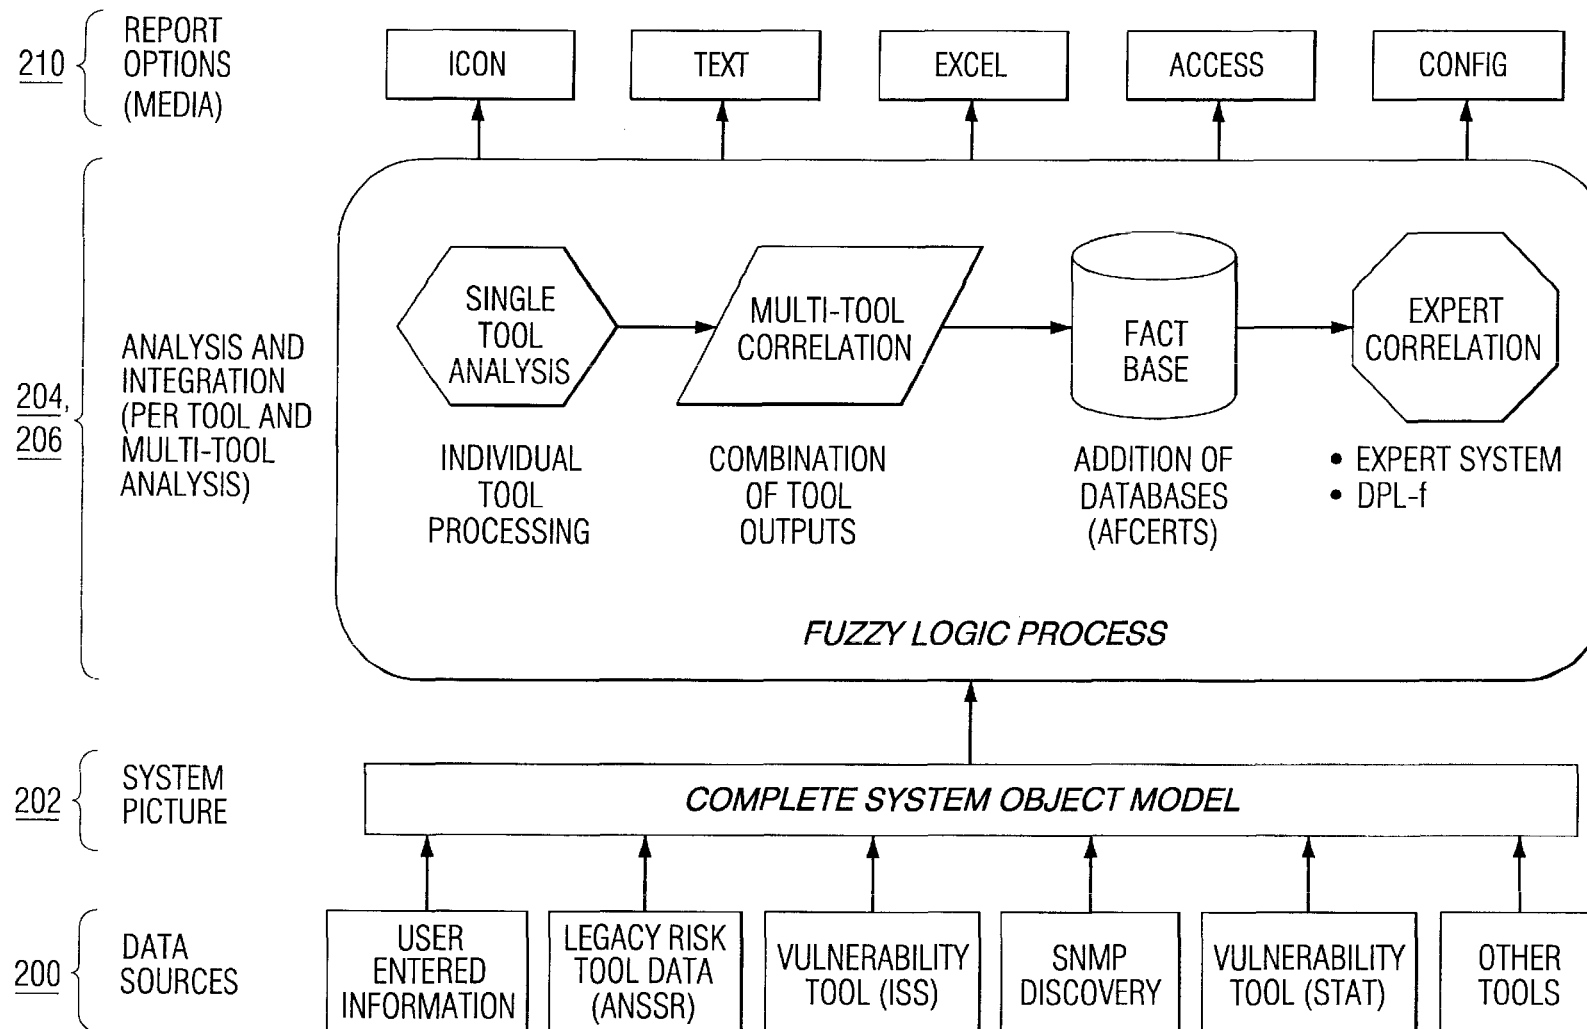 210
REPORT
OPTIONS
(MEDIA)
ICON
TEXT
EXCEL
ACCESS
CONFIG
204,
206
ANALYSIS AND
INTEGRATION
(PER TOOL AND
MULTI-TOOL
ANALYSIS)
SINGLE
TOOL
ANALYSIS
MULTI-TOOL
CORRELATION
FACT
BASE
EXPERT
CORRELATION
INDIVIDUAL
TOOL
PROCESSING
COMBINATION
OF TOOL
OUTPUTS
ADDITION OF
DATABASES
(AFCERTS)
• EXPERT SYSTEM
• DPL-f
FUZZY LOGIC PROCESS
202
SYSTEM
PICTURE
COMPLETE SYSTEM OBJECT MODEL
200
DATA
SOURCES
USER
ENTERED
INFORMATION
LEGACY RISK
TOOL DATA
(ANSSR)
VULNERABILITY
TOOL (ISS)
SNMP
DISCOVERY
VULNERABILITY
TOOL (STAT)
OTHER
TOOLS